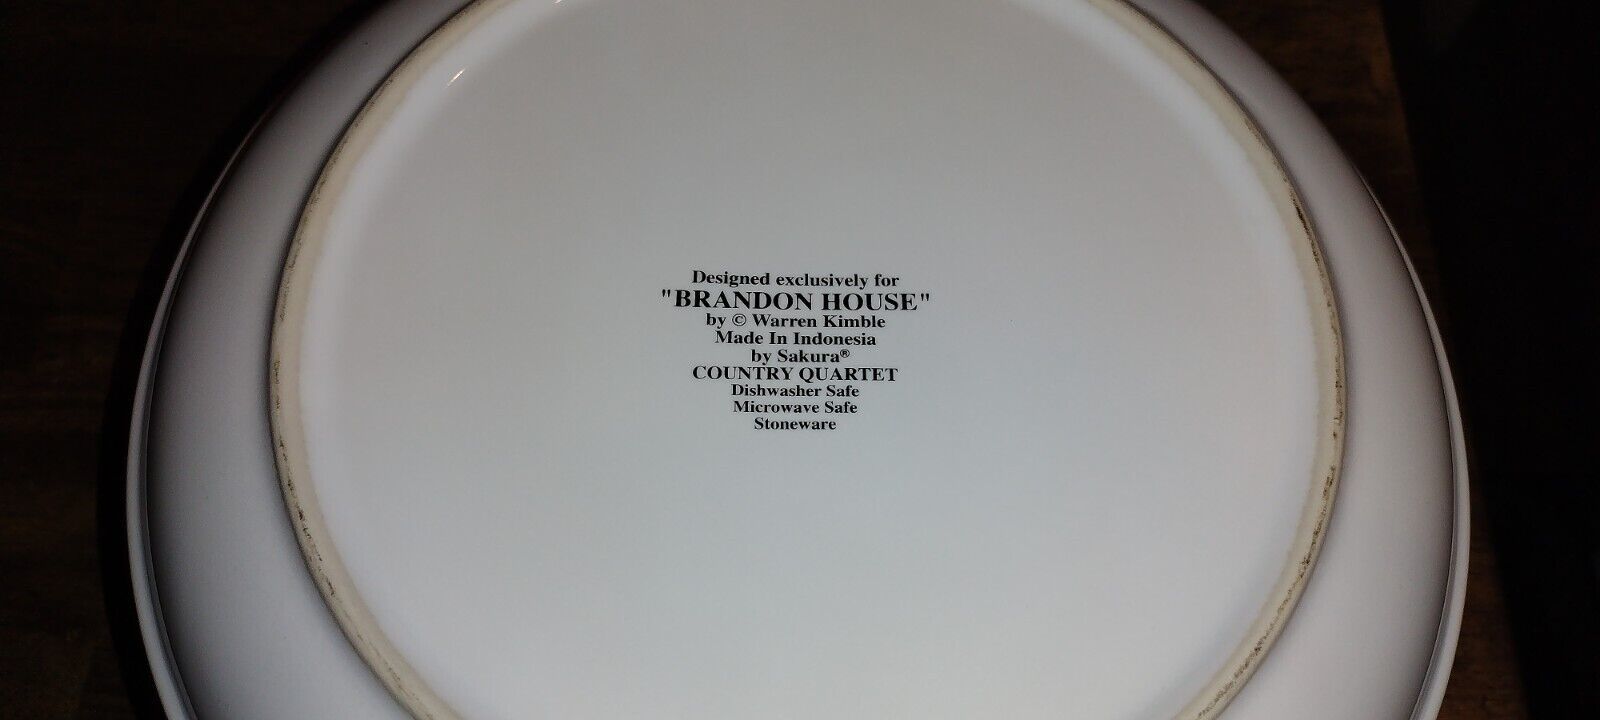 Designed exclusively for
"BRANDON HOUSE"
by © Warren Kimble
Made In Indonesia
by Sakura®
COUNTRY QUARTET
Dishwasher Safe
Microwave Safe
Stoneware